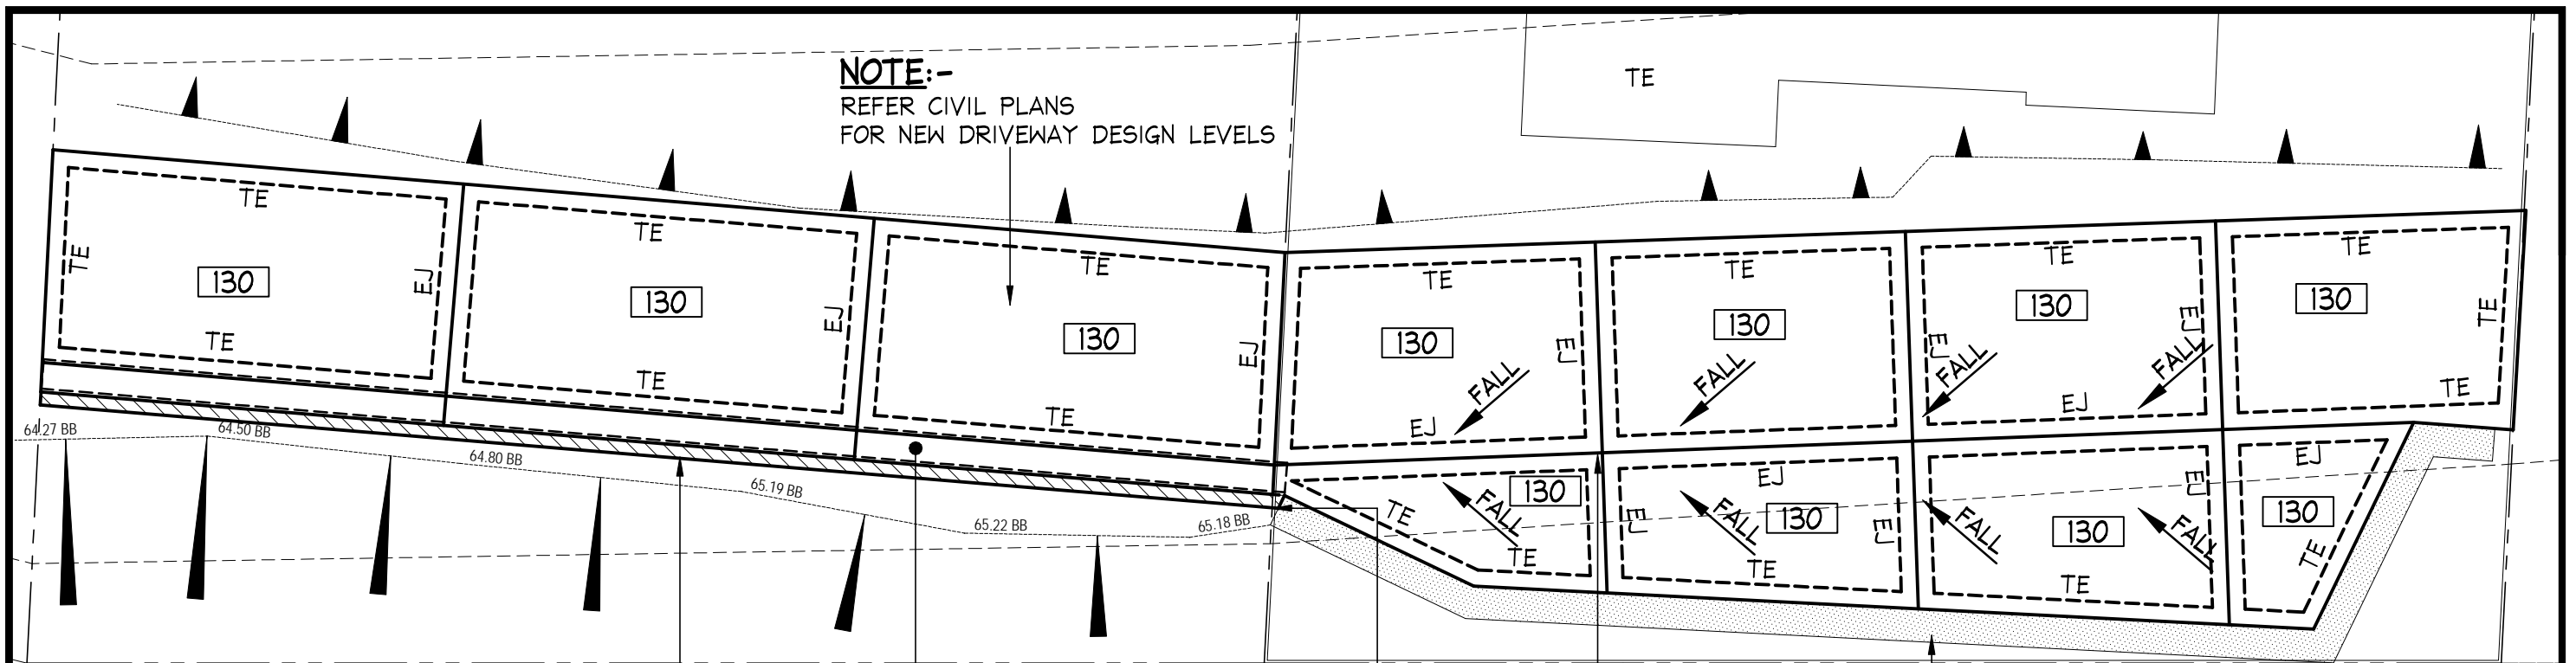 NOTE:-
REFER CIVIL PLANS
FOR NEW DRIVEWAY DESIGN LEVELS
TE
TE
TE
130
EJ
TE
TE
130
EJ
TE
TE
130
EJ
TE
TE
130
EJ
FALL
EJ
TE
130
FALL
TE
130
EJ
EJ
FALL
FALL
EJ
TE
130
TE
TE
64.27 BB
64.50 BB
64.80 BB
65.19 BB
65.22 BB
65.18 BB
TE
130
FALL
TE
EJ
EJ
FALL
130
EJ
TE
FALL
130
EJ
FALL
TE
EJ
130
TE